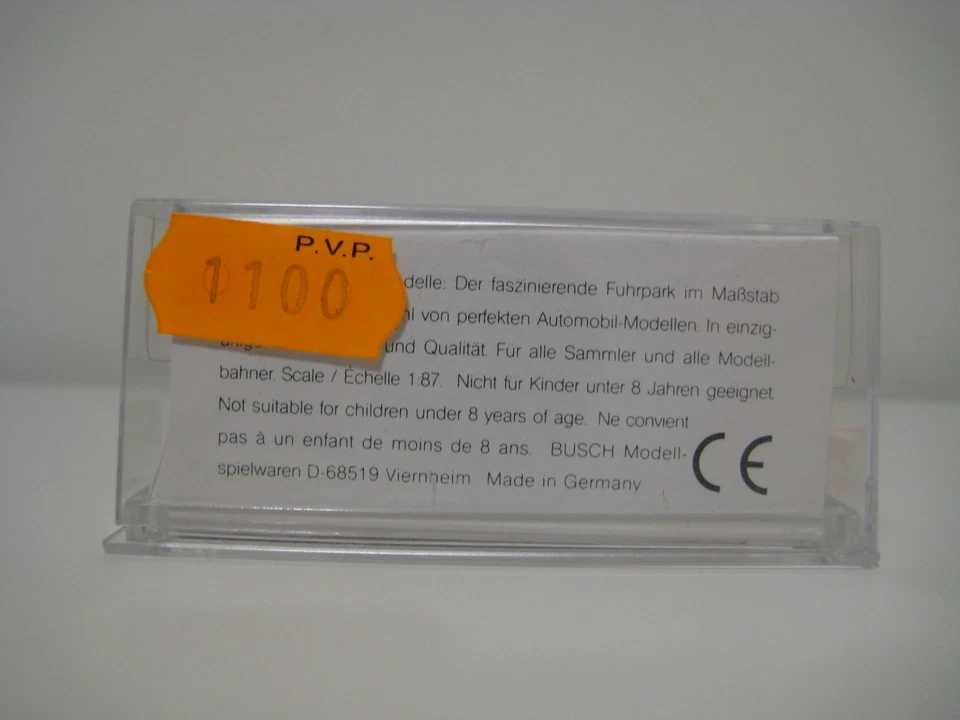 P.V.P.
1100
delle: Der faszinierende Fuhrpark im Maßstab
hl von perfekten Automobil-Modellen. In einzig-
und Qualität. Für alle Sammler und alle Modell-
bahner. Scale / Échelle 1:87. Nicht für Kinder unter 8 Jahren geeignet.
Not suitable for children under 8 years of age. Ne convient
pas à un enfant de moins de 8 ans. BUSCH Modell-
spielwaren D-68519 Viernheim Made in Germany
CE